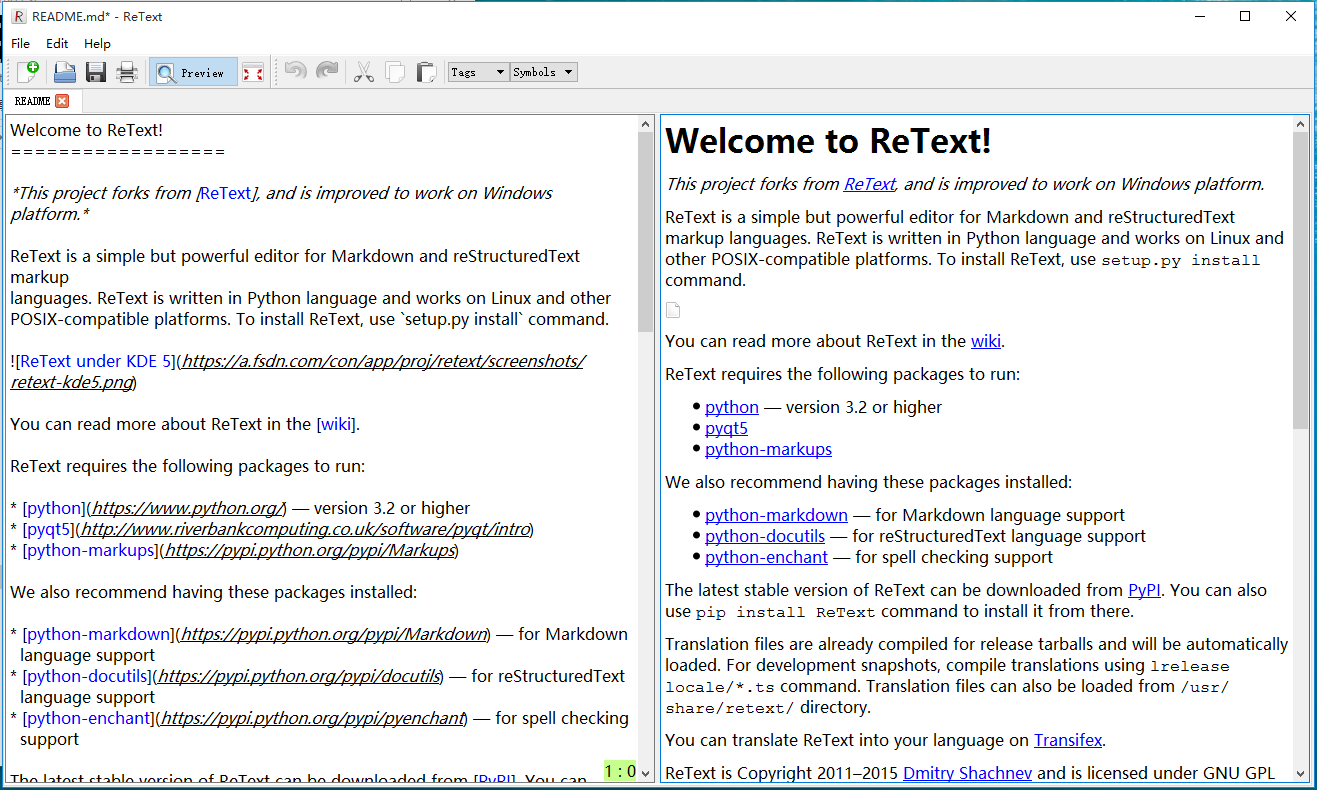 README.md* - ReText
File Edit Help
Preview Tags Symbols
README
Welcome to ReText!
==================
*This project forks from [ReText], and is improved to work on Windows
platform.*
ReText is a simple but powerful editor for Markdown and reStructuredText
markup
languages. ReText is written in Python language and works on Linux and other
POSIX-compatible platforms. To install ReText, use `setup.py install` command.
![ReText under KDE 5](https://a.fsdn.com/con/app/proj/retext/screenshots/
retext-kde5.png)
You can read more about ReText in the [wiki].
ReText requires the following packages to run:
* [python](https://www.python.org/) — version 3.2 or higher
* [pyqt5](http://www.riverbankcomputing.co.uk/software/pyqt/intro)
* [python-markups](https://pypi.python.org/pypi/Markups)
We also recommend having these packages installed:
* [python-markdown](https://pypi.python.org/pypi/Markdown) — for Markdown
language support
* [python-docutils](https://pypi.python.org/pypi/docutils) — for reStructuredText
language support
* [python-enchant](https://pypi.python.org/pypi/pyenchant) — for spell checking
support
The latest stable version of ReText can be downloaded from [PyPI]. You can
1 : 0
Welcome to ReText!
This project forks from ReText, and is improved to work on Windows platform.
ReText is a simple but powerful editor for Markdown and reStructuredText
markup languages. ReText is written in Python language and works on Linux and
other POSIX-compatible platforms. To install ReText, use setup.py install
command.
You can read more about ReText in the wiki.
ReText requires the following packages to run:
• python — version 3.2 or higher
• pyqt5
• python-markups
We also recommend having these packages installed:
• python-markdown — for Markdown language support
• python-docutils — for reStructuredText language support
• python-enchant — for spell checking support
The latest stable version of ReText can be downloaded from PyPI. You can also
use pip install ReText command to install it from there.
Translation files are already compiled for release tarballs and will be automatically
loaded. For development snapshots, compile translations using lrelease
locale/*.ts command. Translation files can also be loaded from /usr/
share/retext/ directory.
You can translate ReText into your language on Transifex.
ReText is Copyright 2011–2015 Dmitry Shachnev and is licensed under GNU GPL